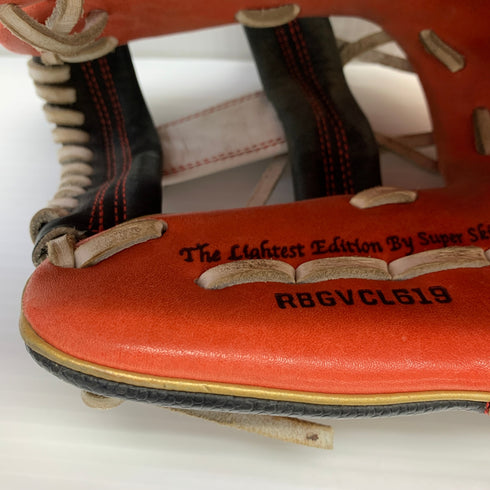 The Lightest Edition By Super
RBGVCL619